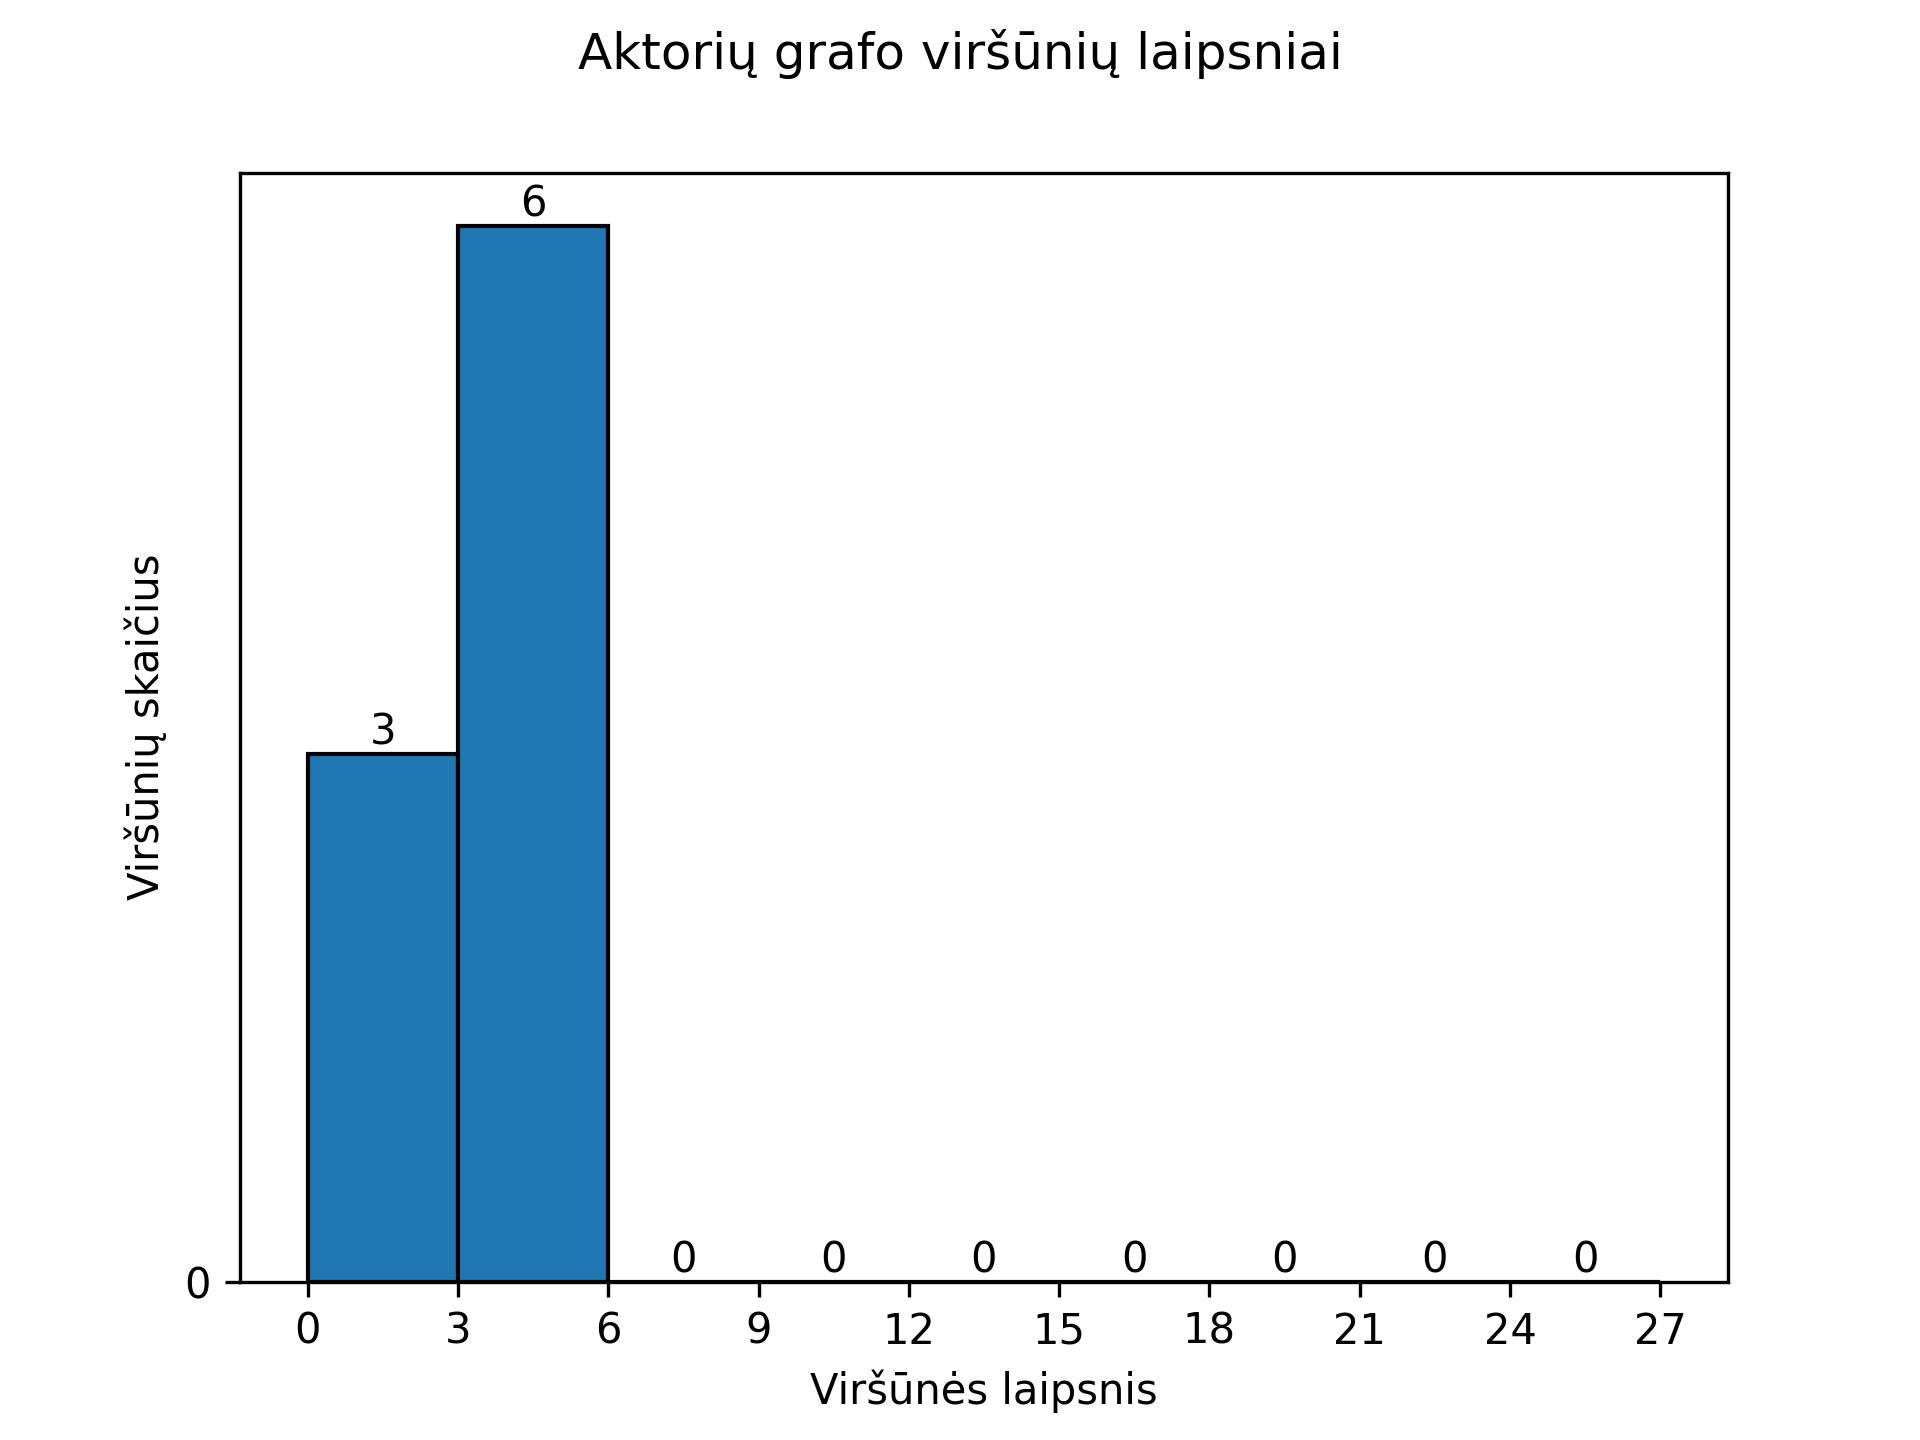 Aktorių grafo viršūnių laipsniai
6
3
0 0 0 0 0 0 0
Viršūnių skaičius
0
0 3 6 9 12 15 18 21 24 27
Viršūnės laipsnis